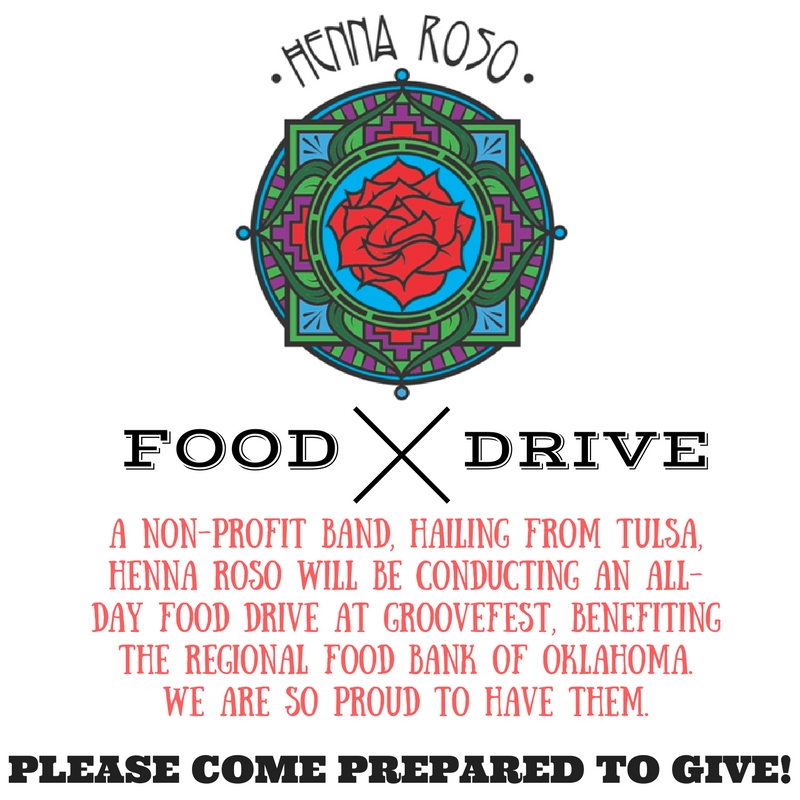 • HENNA ROSO •
FOOD X DRIVE
A NON-PROFIT BAND, HAILING FROM TULSA,
HENNA ROSO WILL BE CONDUCTING AN ALL-
DAY FOOD DRIVE AT GROOVEFEST, BENEFITING
THE REGIONAL FOOD BANK OF OKLAHOMA.
WE ARE SO PROUD TO HAVE THEM.
PLEASE COME PREPARED TO GIVE!